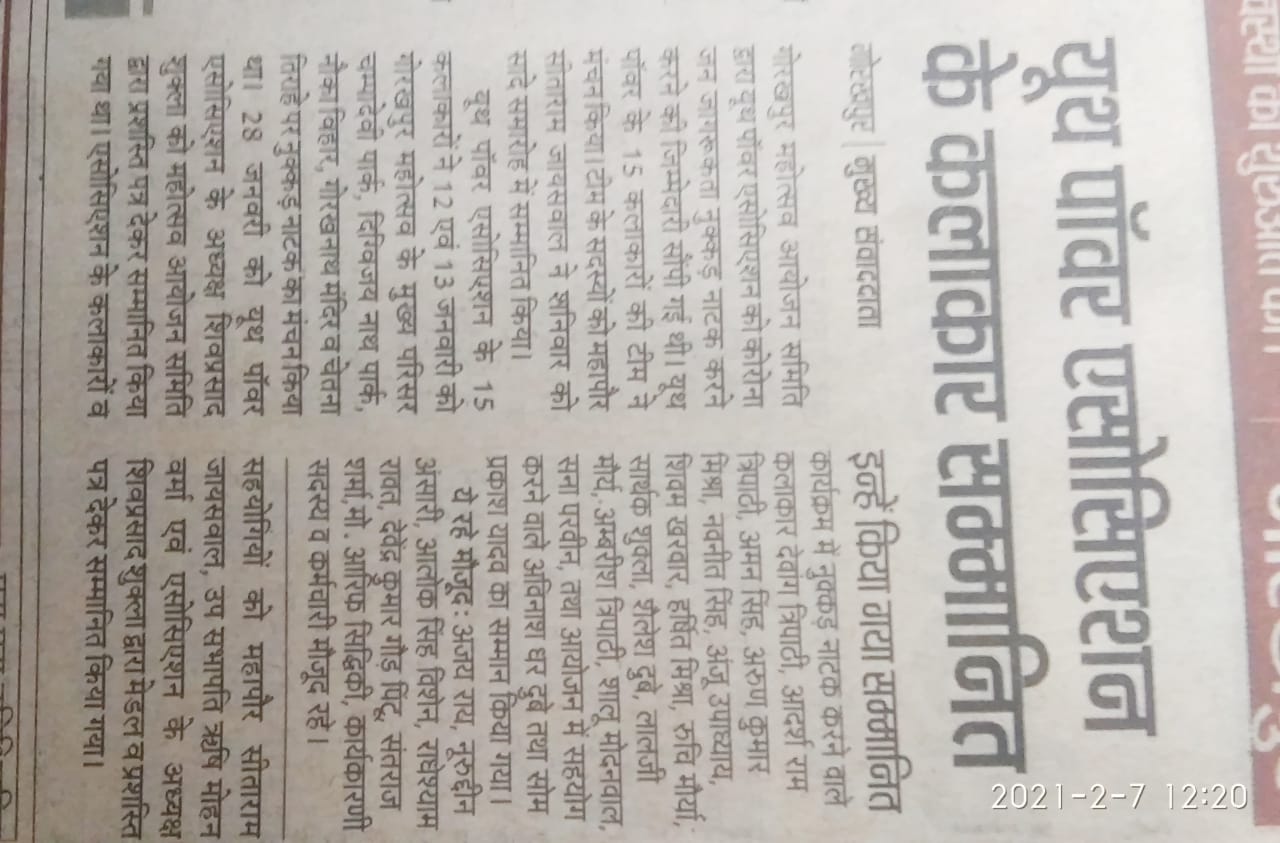 यूथ पॉवर एसोसिएशन
के कलाकार सम्मानित
गोरखपुर | मुख्य संवाददाता
गोरखपुर महोत्सव आयोजन समिति
द्वारा यूथ पॉवर एसोसिएशन को कोरोना
जन जागरूकता नुक्कड़ नाटक करने
करने की जिम्मेदारी सौंपी गई थी। यूथ
पॉवर के 15 कलाकारों की टीम ने
मंचन किया। टीम के सदस्यों को महापौर
सीताराम जायसवाल ने शनिवार को
सादे समारोह में सम्मानित किया।
यूथ पॉवर एसोसिएशन के 15
कलाकारों ने 12 एवं 13 जनवारी को
गोरखपुर महोत्सव के मुख्य परिसर
चम्पा देवी पार्क, दिग्विजय नाथ पार्क,
नौका विहार, गोरखनाथ मंदिर व चेतना
तिराहे पर नुक्कड़ नाटक का मंचन किया
था। 28 जनवारी को यूथ पॉवर
एसोसिएशन के अध्यक्ष शिवप्रसाद
शुक्ला को महोत्सव आयोजन समिति
द्वारा प्रशस्ति पत्र देकर सम्मानित किया
गया था। एसोसिएशन के कलाकारों व
इन्हें किया गया सम्मानित
कार्यक्रम में नुक्कड़ नाटक करने वाले
कलाकार देवांग त्रिपाठी, आदर्श राम
त्रिपाठी, अमन सिंह, अरुण कुमार
मिश्रा, नवनीत सिंह, अंजू उपाध्याय,
शिवम खरवार, हर्षित मिश्रा, रुचि मौर्या,
सार्थक शुक्ला, शैलेश दुबे, लालजी
मौर्य, अम्बरीश त्रिपाठी, शालू मोदनवाल,
सना परवीन, तथा आयोजन में सहयोग
करने वाले अविनाश धर दुबे तथा सोम
प्रकाश यादव का सम्मान किया गया।
ये रहे मौजूद: अजय राय, नुरुद्दीन
अंसारी, आलोक सिंह विशेन, राधेश्याम
रावत, देवेंद्र कुमार गौड़ पिंटू, संतराज
शर्मा, मो. आरिफ सिद्दिकी, कार्यकारणी
सदस्य व कर्मचारी मौजूद रहे।
सहयोगियों को महापौर सीताराम
जायसवाल, उप सभापति ऋषि मोहन
वर्मा एवं एसोसिएशन के अध्यक्ष
शिवप्रसाद शुक्ला द्वारा मेडल व प्रशस्ति
पत्र देकर सम्मानित किया गया।
2021-2-7 12:20